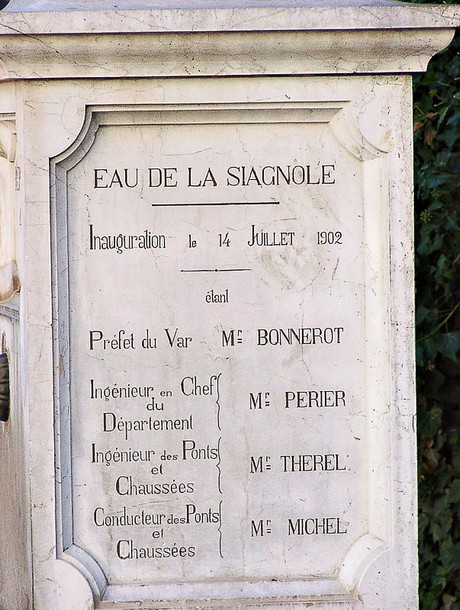 EAU DE LA SIAGNOLE
Inauguration le 14 Juillet 1902
étant
Préfet du Var Mr BONNEROT
Ingénieur en Chef
du
Département
Mr PERIER
Ingénieur des Ponts
et
Chaussées
Mr THEREL
Conducteur des Ponts
et
Chaussées
Mr MICHEL